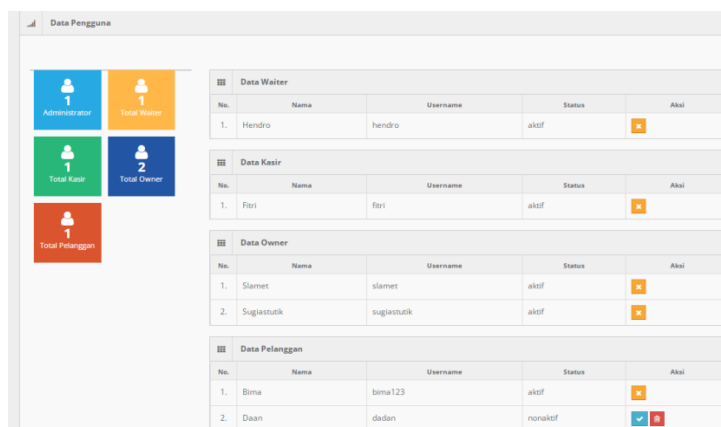 Data Pengguna
1
Administrator
1
Total Waiter
1
Total Kasir
2
Total Owner
1
Total Pelanggan
Data Waiter
No. Nama Username Status Aksi
1. Hendro hendro aktif
Data Kasir
No. Nama Username Status Aksi
1. Fitri fitri aktif
Data Owner
No. Nama Username Status Aksi
1. Slamet slamet aktif
2. Sugiastutik sugiastutik aktif
Data Pelanggan
No. Nama Username Status Aksi
1. Bima bima123 aktif
2. Daan dadan nonaktif